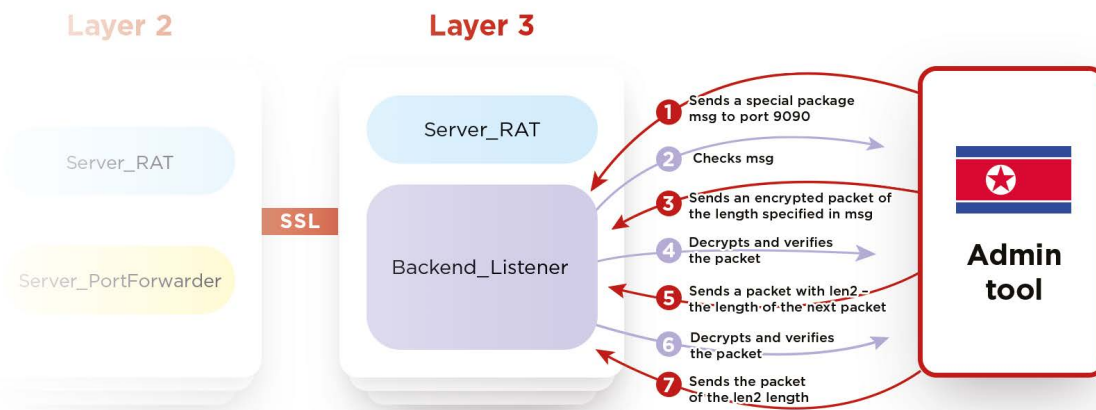 Layer 2
Layer 3
Server_RAT
Server_PortForwarder
SSL
Server_RAT
Backend_Listener
1
Sends a special package
msg to port 9090
2
Checks msg
3
Sends an encrypted packet of
the length specified in msg
4
Decrypts and verifies
the packet
5
Sends a packet with len2 –
the length of the next packet
6
Decrypts and verifies
the packet
7
Sends the packet
of the len2 length
Admin
tool